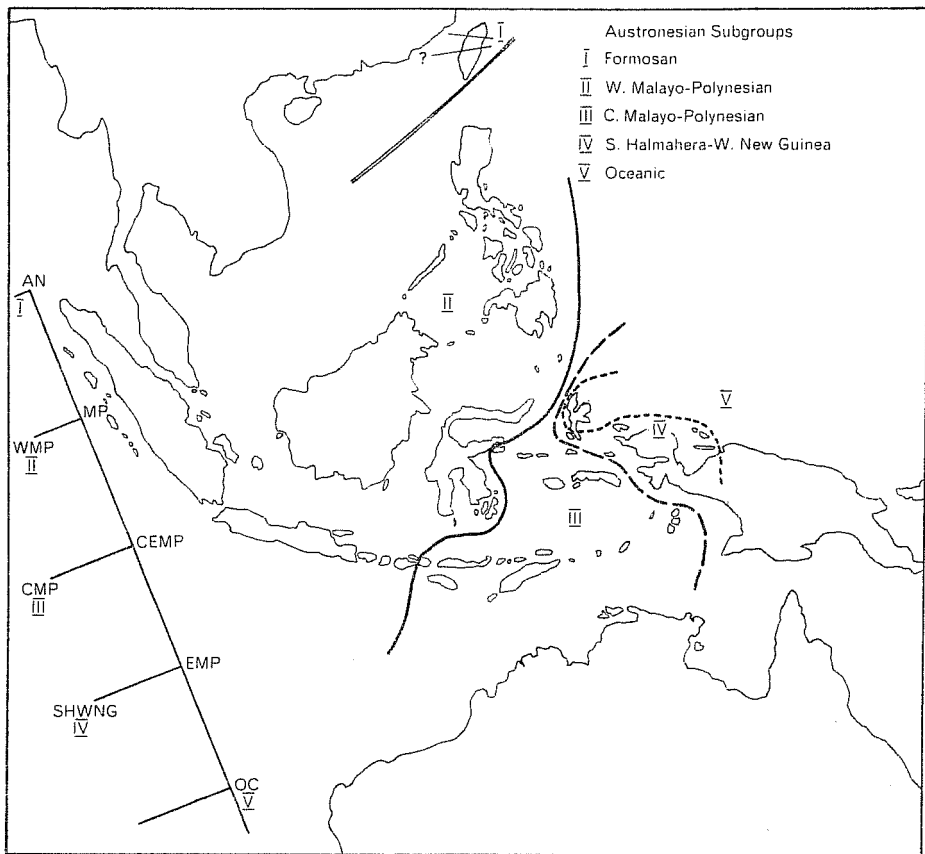 I
?
Austronesian Subgroups
I Formosan
II W. Malayo-Polynesian
III C. Malayo-Polynesian
IV S. Halmahera-W. New Guinea
V Oceanic
II
AN
I
V
IV
MP
WMP
II
III
CEMP
CMP
III
EMP
SHWNG
IV
OC
V